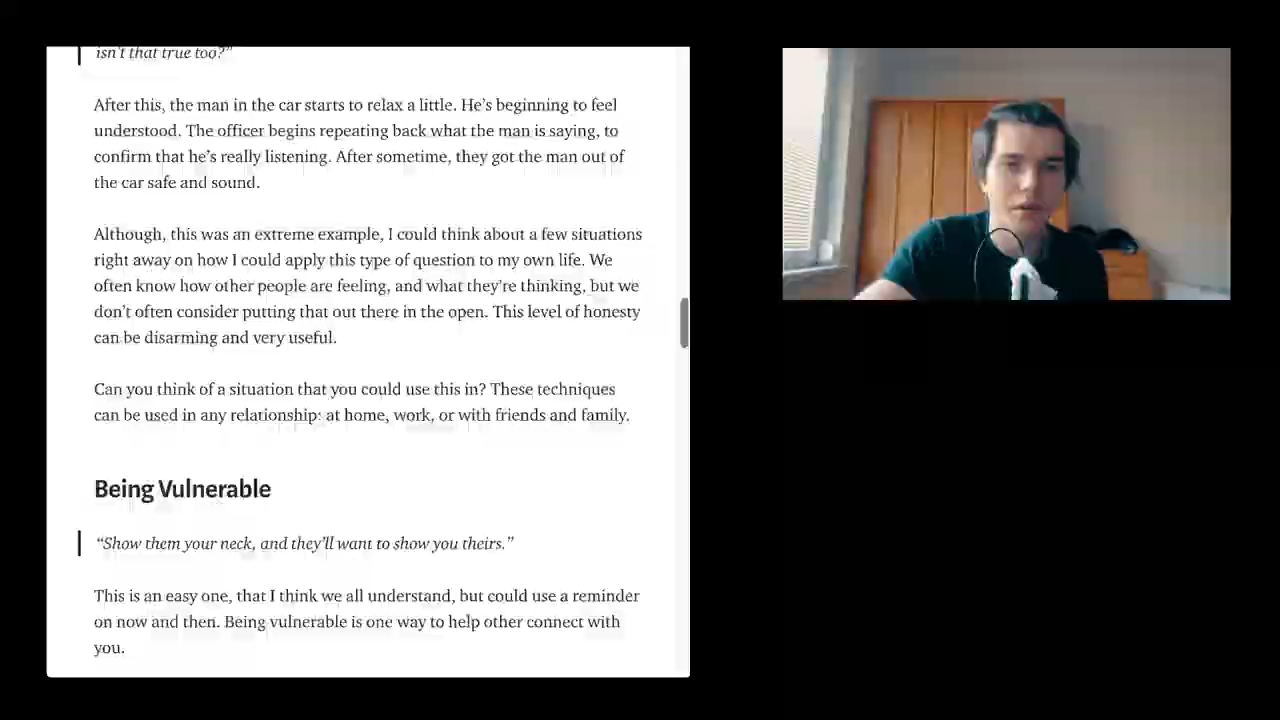 isn't that true too?”
After this, the man in the car starts to relax a little. He’s beginning to feel
understood. The officer begins repeating back what the man is saying, to
confirm that he’s really listening. After sometime, they got the man out of
the car safe and sound.
Although, this was an extreme example, I could think about a few situations
right away on how I could apply this type of question to my own life. We
often know how other people are feeling, and what they’re thinking, but we
don’t often consider putting that out there in the open. This level of honesty
can be disarming and very useful.
Can you think of a situation that you could use this in? These techniques
can be used in any relationship: at home, work, or with friends and family.
Being Vulnerable
“Show them your neck, and they’ll want to show you theirs.”
This is an easy one, that I think we all understand, but could use a reminder
on now and then. Being vulnerable is one way to help other connect with
you.